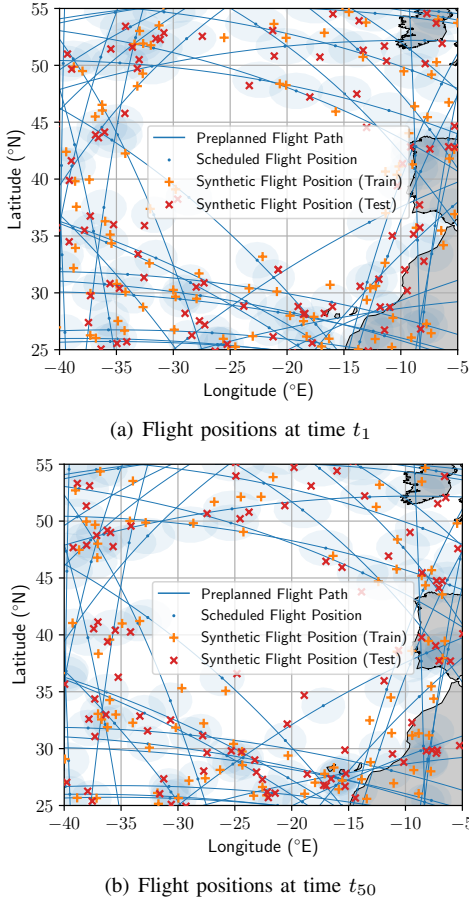 55
50
45
40
35
30
25
Latitude (°N)
Preplanned Flight Path
Scheduled Flight Position
Synthetic Flight Position (Train)
Synthetic Flight Position (Test)
−40 −35 −30 −25 −20 −15 −10 −5
Longitude (°E)
(a) Flight positions at time t₁
55
50
45
40
35
30
25
Latitude (°N)
Preplanned Flight Path
Scheduled Flight Position
Synthetic Flight Position (Train)
Synthetic Flight Position (Test)
−40 −35 −30 −25 −20 −15 −10 −5
Longitude (°E)
(b) Flight positions at time t₅₀